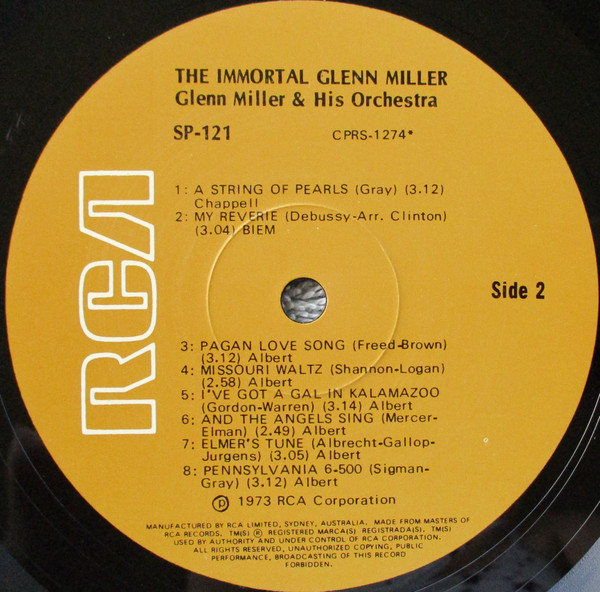 THE IMMORTAL GLENN MILLER
Glenn Miller & His Orchestra
SP-121 CPRS-1274*
1: A STRING OF PEARLS (Gray) (3.12)
Chappell
2: MY REVERIE (Debussy-Arr. Clinton)
(3.04) BIEM
RCA
Side 2
3: PAGAN LOVE SONG (Freed-Brown)
(3.12) Albert
4: MISSOURI WALTZ (Shannon-Logan)
(2.58) Albert
5: I'VE GOT A GAL IN KALAMAZOO
(Gordon-Warren) (3.14) Albert
6: AND THE ANGELS SING (Mercer-
Elman) (2.49) Albert
7: ELMER'S TUNE (Albrecht-Gallop-
Jurgens) (3.05) Albert
8: PENNSYLVANIA 6-500 (Sigman-
Gray) (3.12) Albert
℗ 1973 RCA Corporation
MANUFACTURED BY RCA LIMITED, SYDNEY, AUSTRALIA. MADE FROM MASTERS OF
RCA RECORDS. TM(S) ® REGISTERED MARCA(S) REGISTRADA(S). TM(S)
USED BY AUTHORITY AND UNDER CONTROL OF RCA CORPORATION.
ALL RIGHTS RESERVED, UNAUTHORIZED COPYING, PUBLIC
PERFORMANCE, BROADCASTING OF THIS RECORD
FORBIDDEN.